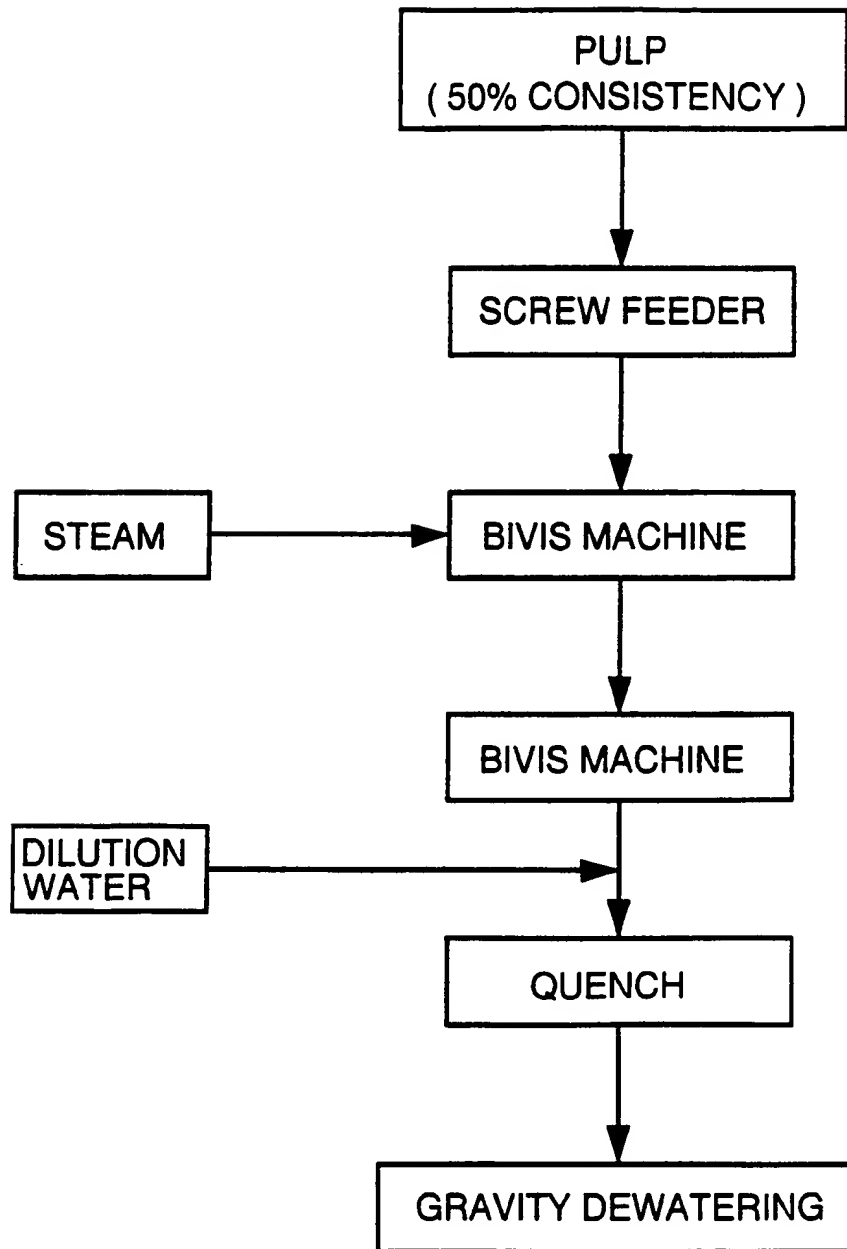 PULP
( 50% CONSISTENCY )
SCREW FEEDER
STEAM
BIVIS MACHINE
BIVIS MACHINE
DILUTION
WATER
QUENCH
GRAVITY DEWATERING